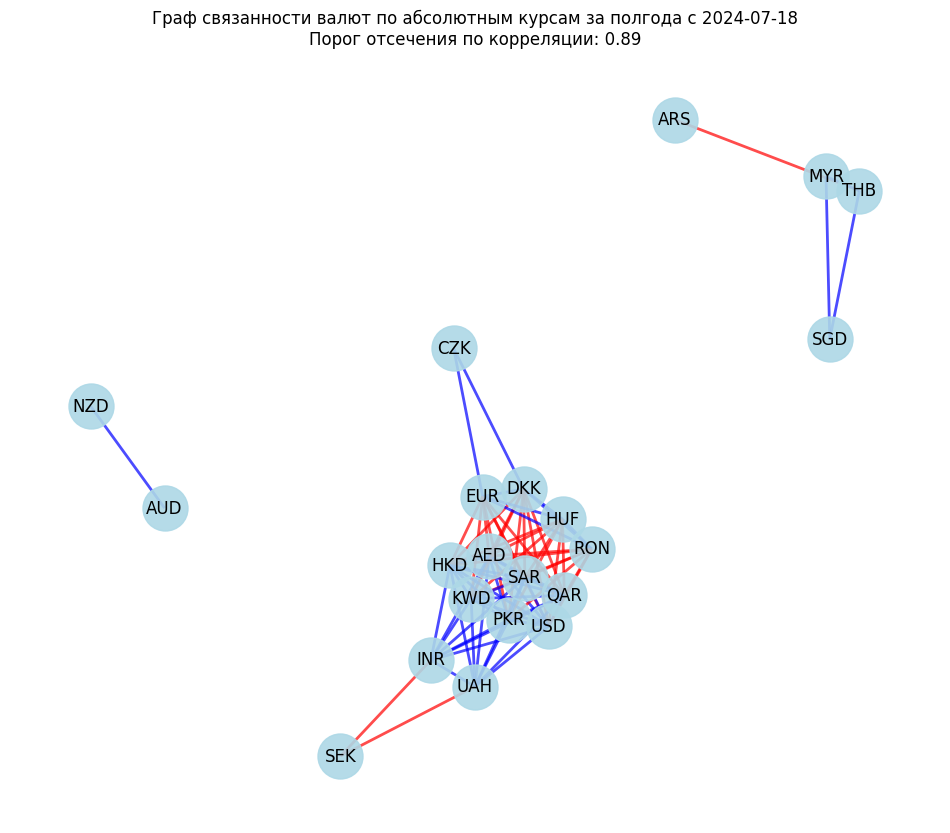 Граф связанности валют по абсолютным курсам за полгода с 2024-07-18
Порог отсечения по корреляции: 0.89
ARS
MYR
THB
SGD
CZK
NZD
AUD
EUR
DKK
HUF
RON
AED
HKD
SAR
KWD
QAR
PKR
USD
INR
UAH
SEK